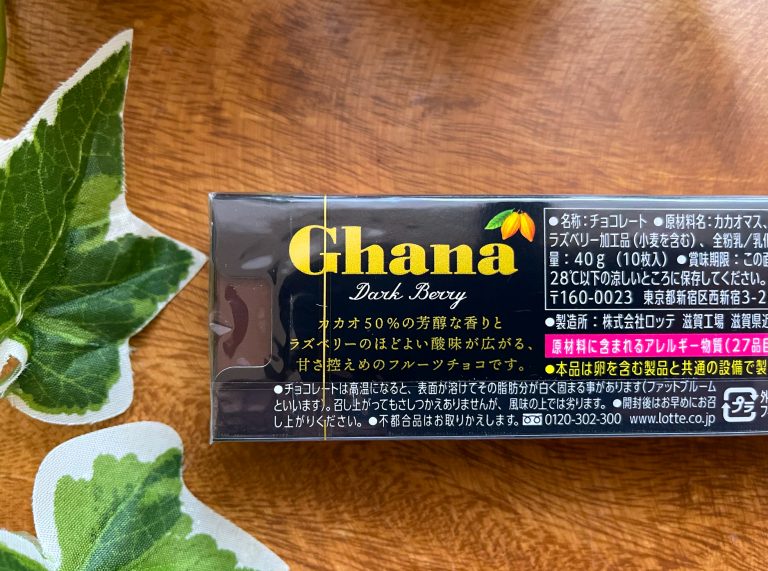 Ghana
Dark Berry
カカオ50%の芳醇な香りと
ラズベリーのほどよい酸味が広がる、
甘さ控えめのフルーツチョコです。
●名称:チョコレート ●原材料名:カカオマス、
ラズベリー加工品(小麦を含む)、全粉乳/乳化
量:40g (10枚入) ●賞味期限:この面
28℃以下の涼しいところに保存してください。
〒160-0023 東京都新宿区西新宿3-2
●製造所:株式会社ロッテ 滋賀工場 滋賀県近
原材料に含まれるアレルギー物質(27品目
●本品は卵を含む製品と共通の設備で製
●チョコレートは高温になると、表面が溶けてその脂肪分が白く固まる事があります(ファットブルーム
といいます)。召し上がってもさしつかえありませんが、風味の上では劣ります。●開封後はお早めにお召
し上がりください。●不都合品はお取りかえします。 0120-302-300 www.lotte.co.jp
プラ
外
フ